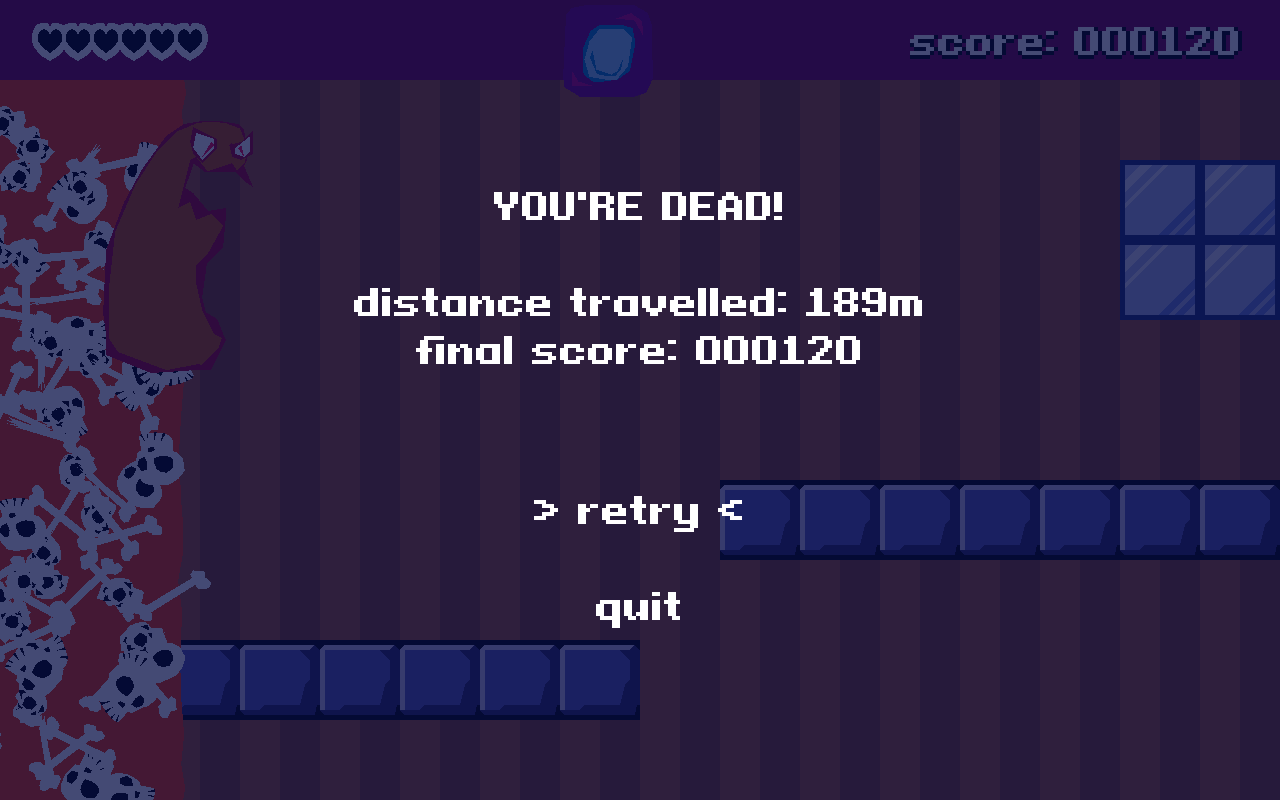 score: 000120
YOU'RE DEAD!
distance travelled: 189m
final score: 000120
> retry <
quit